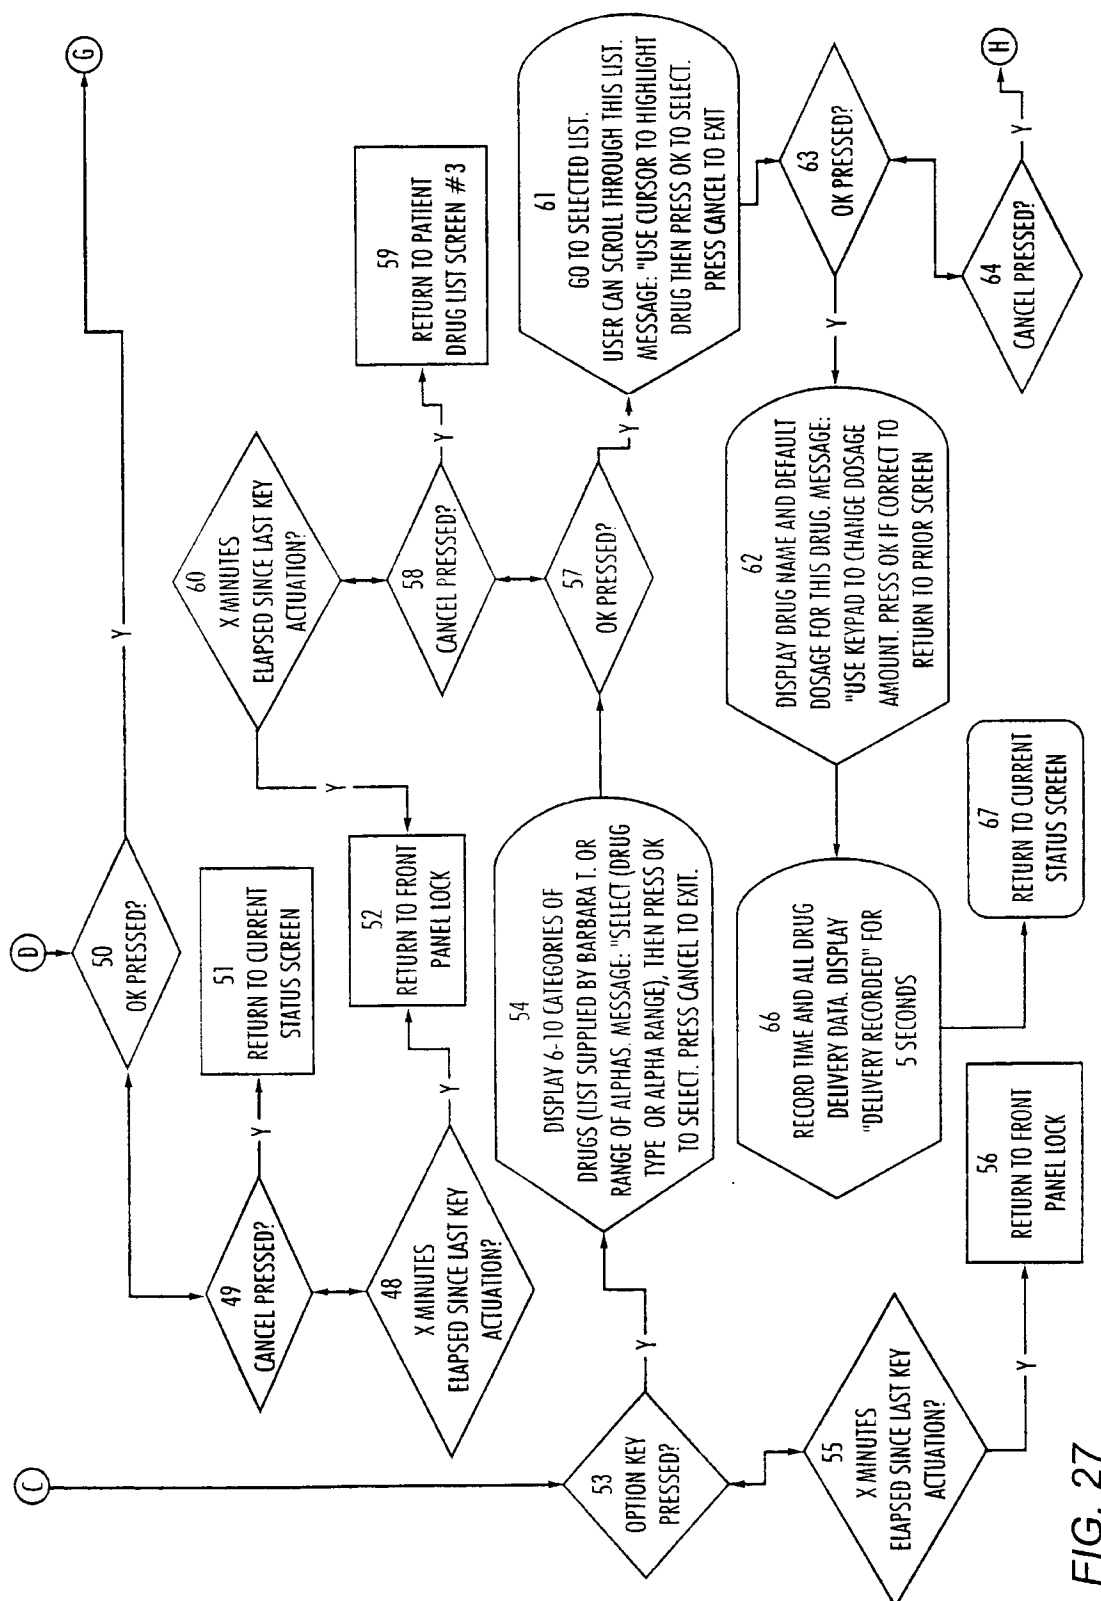 C
D
G
50
OK PRESSED?
Y
49
CANCEL PRESSED?
Y
51
RETURN TO CURRENT
STATUS SCREEN
48
X MINUTES
ELAPSED SINCE LAST KEY
ACTUATION?
Y
52
RETURN TO FRONT
PANEL LOCK
Y
60
X MINUTES
ELAPSED SINCE LAST KEY
ACTUATION?
58
CANCEL PRESSED?
Y
59
RETURN TO PATIENT
DRUG LIST SCREEN #3
53
OPTION KEY
PRESSED?
Y
54
DISPLAY 6-10 CATEGORIES OF
DRUGS (LIST SUPPLIED BY BARBARA T. OR
RANGE OF ALPHAS. MESSAGE: "SELECT (DRUG
TYPE OR ALPHA RANGE), THEN PRESS OK
TO SELECT. PRESS CANCEL TO EXIT.
57
OK PRESSED?
Y
61
GO TO SELECTED LIST.
USER CAN SCROLL THROUGH THIS LIST.
MESSAGE: "USE CURSOR TO HIGHLIGHT
DRUG THEN PRESS OK TO SELECT.
PRESS CANCEL TO EXIT
55
X MINUTES
ELAPSED SINCE LAST KEY
ACTUATION?
Y
56
RETURN TO FRONT
PANEL LOCK
66
RECORD TIME AND ALL DRUG
DELIVERY DATA. DISPLAY
"DELIVERY RECORDED" FOR
5 SECONDS
67
RETURN TO CURRENT
STATUS SCREEN
62
DISPLAY DRUG NAME AND DEFAULT
DOSAGE FOR THIS DRUG. MESSAGE:
"USE KEYPAD TO CHANGE DOSAGE
AMOUNT. PRESS OK IF CORRECT TO
RETURN TO PRIOR SCREEN
Y
63
OK PRESSED?
64
CANCEL PRESSED?
Y
H
FIG. 27